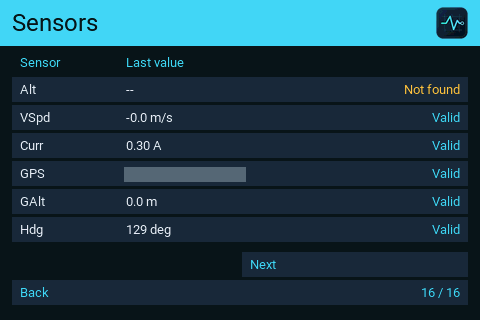 Sensors
Sensor Last value
Alt -- Not found
VSpd -0.0 m/s Valid
Curr 0.30 A Valid
GPS Valid
GAlt 0.0 m Valid
Hdg 129 deg Valid
Next
Back 16 / 16